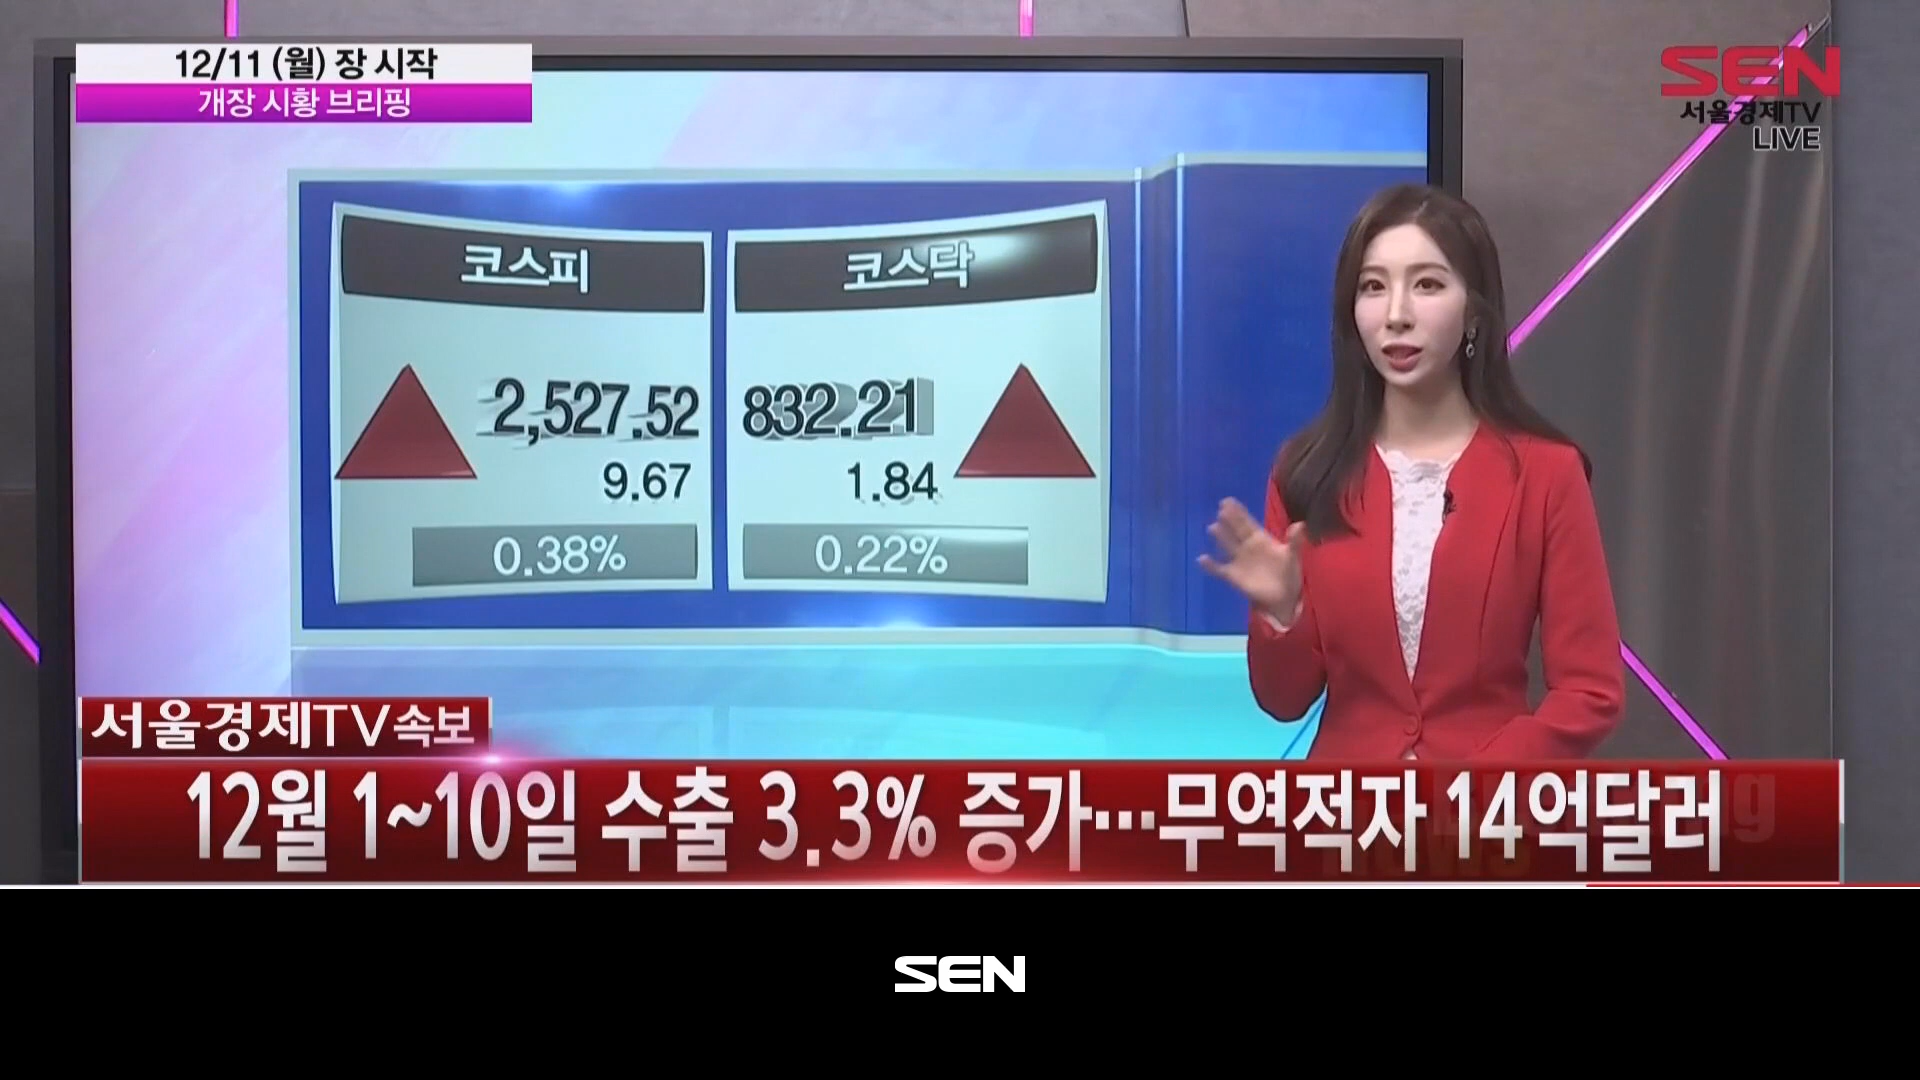 12/11 (월) 장 시작
개장 시황 브리핑
SEN
서울경제TV
LIVE
코스피
코스닥
2,527.52
832.21
9.67
1.84
0.38%
0.22%
서울경제TV속보
12월 1~10일 수출 3.3% 증가…무역적자 14억달러
SEN